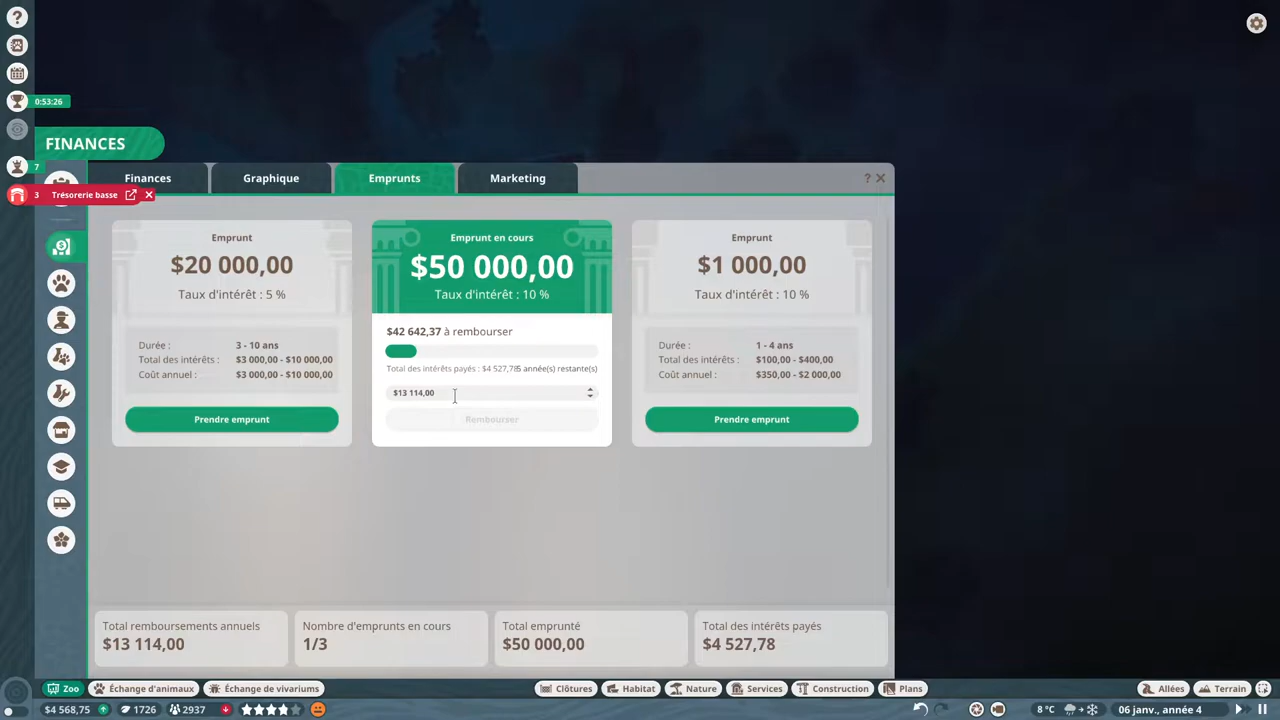 ?
0:53:26
FINANCES
7
3 Trésorerie basse
Finances
Graphique
Emprunts
Marketing
?
Emprunt
$20 000,00
Taux d'intérêt : 5 %
Durée : 3 - 10 ans
Total des intérêts : $3 000,00 - $10 000,00
Coût annuel : $3 000,00 - $10 000,00
Prendre emprunt
Emprunt en cours
$50 000,00
Taux d'intérêt : 10 %
$42 642,37 à rembourser
Total des intérêts payés : $4 527,78
5 année(s) restante(s)
$13 114,00
Rembourser
Emprunt
$1 000,00
Taux d'intérêt : 10 %
Durée : 1 - 4 ans
Total des intérêts : $100,00 - $400,00
Coût annuel : $350,00 - $2 000,00
Prendre emprunt
Total remboursements annuels
$13 114,00
Nombre d'emprunts en cours
1/3
Total emprunté
$50 000,00
Total des intérêts payés
$4 527,78
Zoo
Échange d'animaux
Échange de vivariums
Clôtures
Habitat
Nature
Services
Construction
Plans
Allées
Terrain
$4 568,75
1726
2937
8 °C
06 janv., année 4